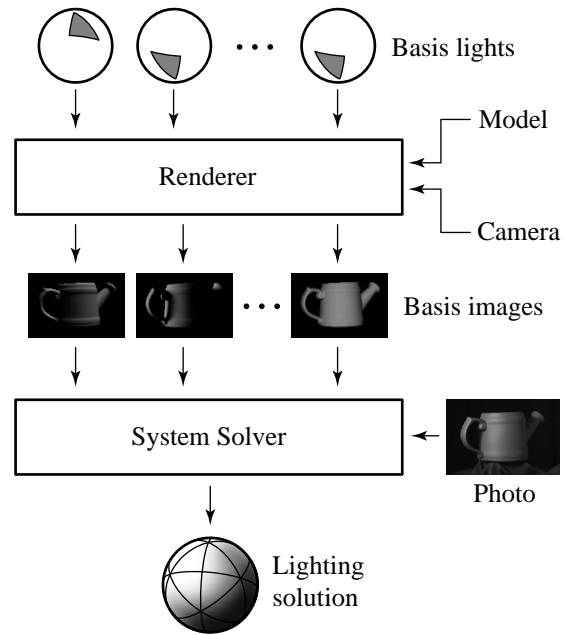 Basis lights
Model
Renderer
Camera
Basis images
System Solver
Photo
Lighting
solution